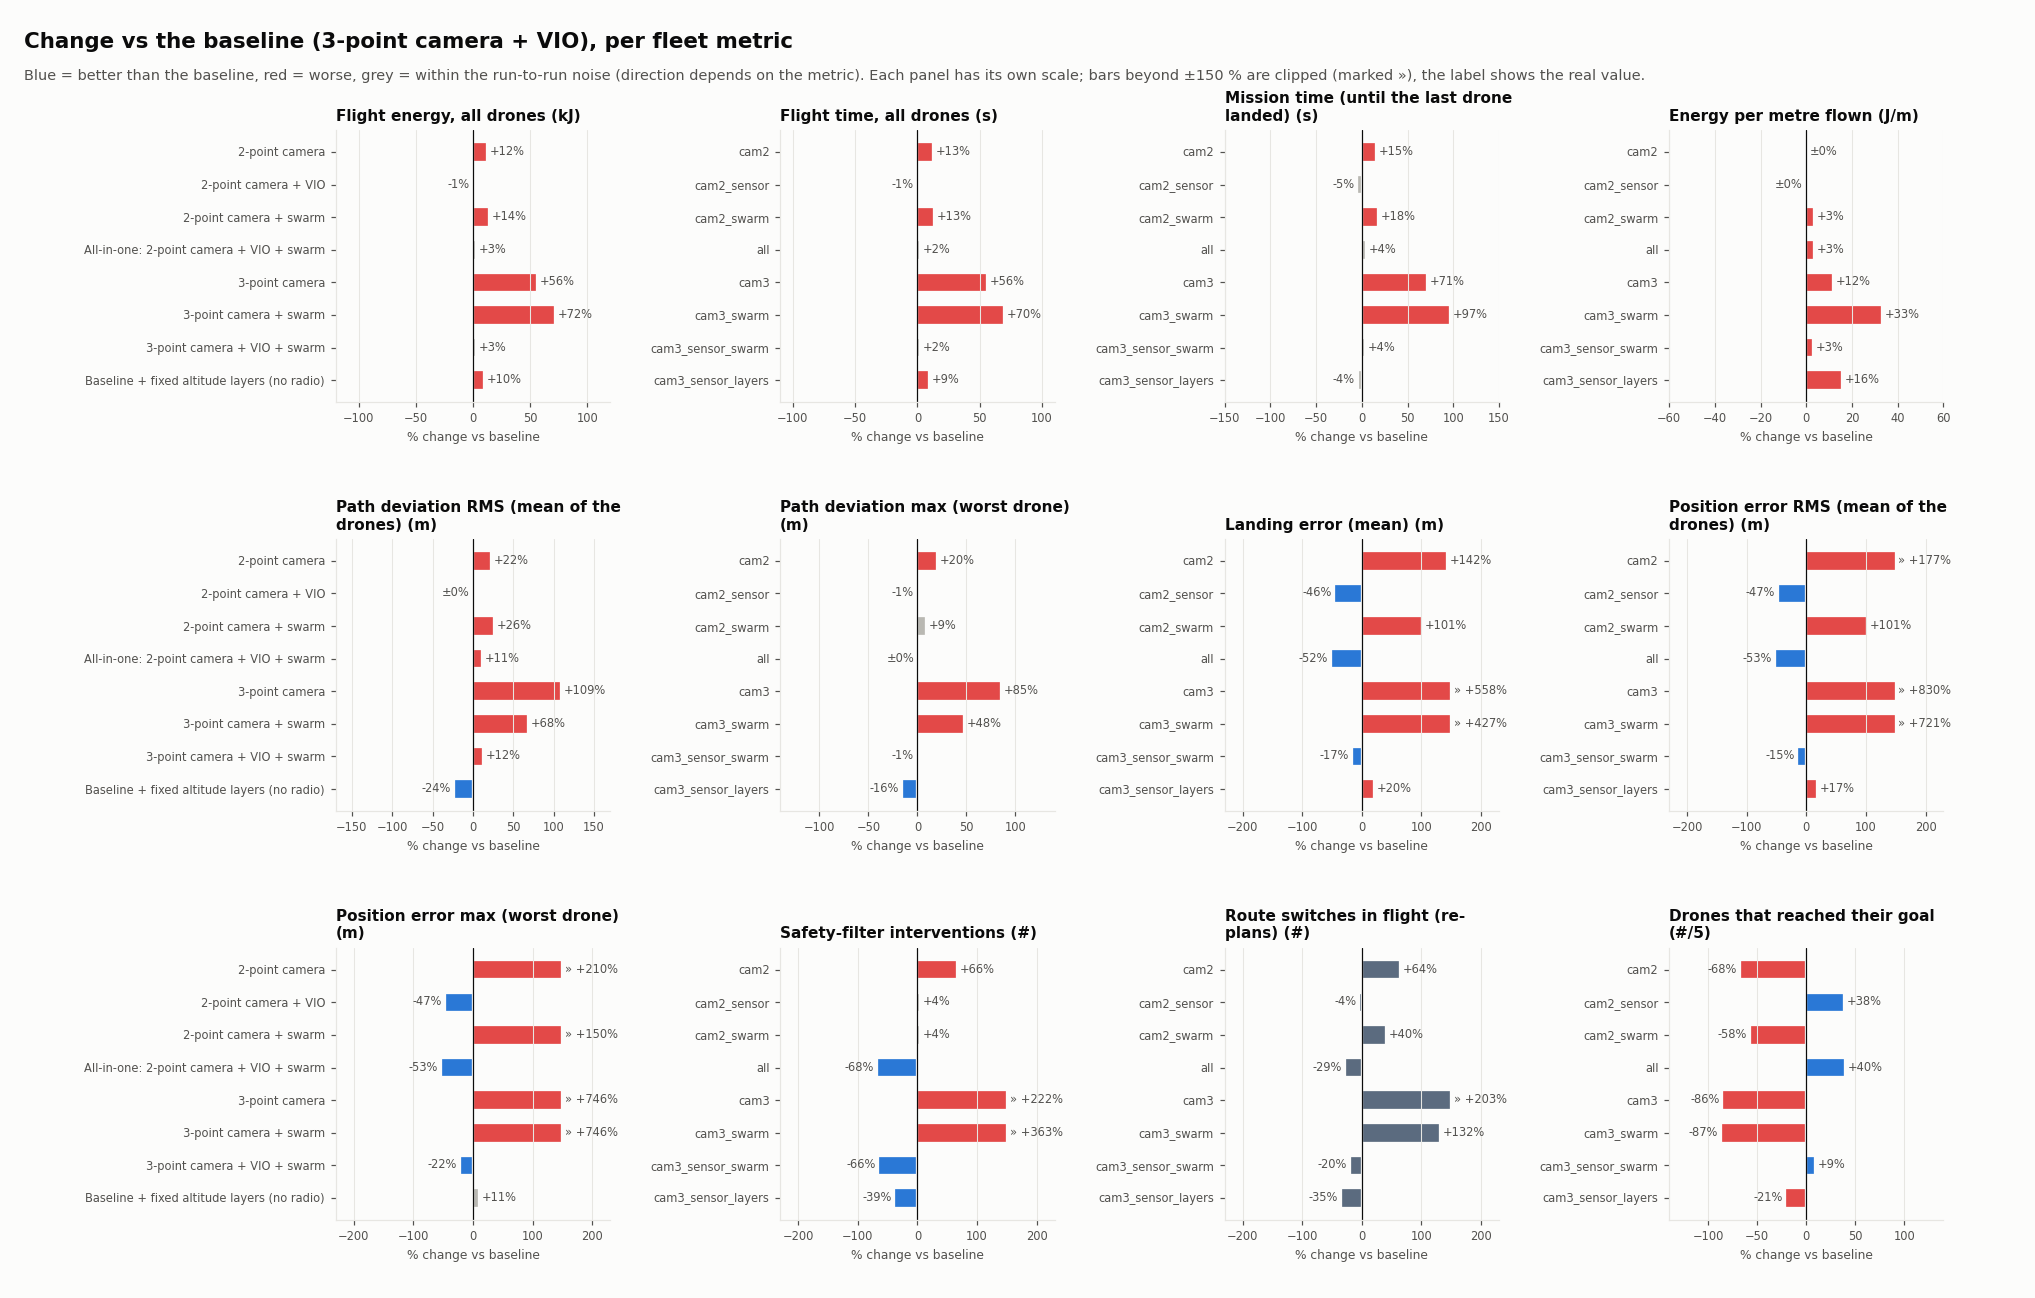 Change vs the baseline (3-point camera + VIO), per fleet metric
Blue = better than the baseline, red = worse, grey = within the run-to-run noise (direction depends on the metric). Each panel has its own scale; bars beyond ±150 % are clipped (marked »), the label shows the real value.
Flight energy, all drones (kJ)
2-point camera +12%
2-point camera + VIO -1%
2-point camera + swarm +14%
All-in-one: 2-point camera + VIO + swarm +3%
3-point camera +56%
3-point camera + swarm +72%
3-point camera + VIO + swarm +3%
Baseline + fixed altitude layers (no radio) +10%
−100 −50 0 50 100
% change vs baseline
Flight time, all drones (s)
cam2 +13%
cam2_sensor -1%
cam2_swarm +13%
all +2%
cam3 +56%
cam3_swarm +70%
cam3_sensor_swarm +2%
cam3_sensor_layers +9%
−100 −50 0 50 100
% change vs baseline
Mission time (until the last drone
landed) (s)
cam2 +15%
cam2_sensor -5%
cam2_swarm +18%
all +4%
cam3 +71%
cam3_swarm +97%
cam3_sensor_swarm +4%
cam3_sensor_layers -4%
−150 −100 −50 0 50 100 150
% change vs baseline
Energy per metre flown (J/m)
cam2 ±0%
cam2_sensor ±0%
cam2_swarm +3%
all +3%
cam3 +12%
cam3_swarm +33%
cam3_sensor_swarm +3%
cam3_sensor_layers +16%
−60 −40 −20 0 20 40 60
% change vs baseline
Path deviation RMS (mean of the
drones) (m)
2-point camera +22%
2-point camera + VIO ±0%
2-point camera + swarm +26%
All-in-one: 2-point camera + VIO + swarm +11%
3-point camera +109%
3-point camera + swarm +68%
3-point camera + VIO + swarm +12%
Baseline + fixed altitude layers (no radio) -24%
−150 −100 −50 0 50 100 150
% change vs baseline
Path deviation max (worst drone)
(m)
cam2 +20%
cam2_sensor -1%
cam2_swarm +9%
all ±0%
cam3 +85%
cam3_swarm +48%
cam3_sensor_swarm -1%
cam3_sensor_layers -16%
−100 −50 0 50 100
% change vs baseline
Landing error (mean) (m)
cam2 +142%
cam2_sensor -46%
cam2_swarm +101%
all -52%
cam3 » +558%
cam3_swarm » +427%
cam3_sensor_swarm -17%
cam3_sensor_layers +20%
−200 −100 0 100 200
% change vs baseline
Position error RMS (mean of the
drones) (m)
cam2 » +177%
cam2_sensor -47%
cam2_swarm +101%
all -53%
cam3 » +830%
cam3_swarm » +721%
cam3_sensor_swarm -15%
cam3_sensor_layers +17%
−200 −100 0 100 200
% change vs baseline
Position error max (worst drone)
(m)
2-point camera » +210%
2-point camera + VIO -47%
2-point camera + swarm » +150%
All-in-one: 2-point camera + VIO + swarm -53%
3-point camera » +746%
3-point camera + swarm » +746%
3-point camera + VIO + swarm -22%
Baseline + fixed altitude layers (no radio) +11%
−200 −100 0 100 200
% change vs baseline
Safety-filter interventions (#)
cam2 +66%
cam2_sensor +4%
cam2_swarm +4%
all -68%
cam3 » +222%
cam3_swarm » +363%
cam3_sensor_swarm -66%
cam3_sensor_layers -39%
−200 −100 0 100 200
% change vs baseline
Route switches in flight (re-
plans) (#)
cam2 +64%
cam2_sensor -4%
cam2_swarm +40%
all -29%
cam3 » +203%
cam3_swarm +132%
cam3_sensor_swarm -20%
cam3_sensor_layers -35%
−200 −100 0 100 200
% change vs baseline
Drones that reached their goal
(#/5)
cam2 -68%
cam2_sensor +38%
cam2_swarm -58%
all +40%
cam3 -86%
cam3_swarm -87%
cam3_sensor_swarm +9%
cam3_sensor_layers -21%
−100 −50 0 50 100
% change vs baseline